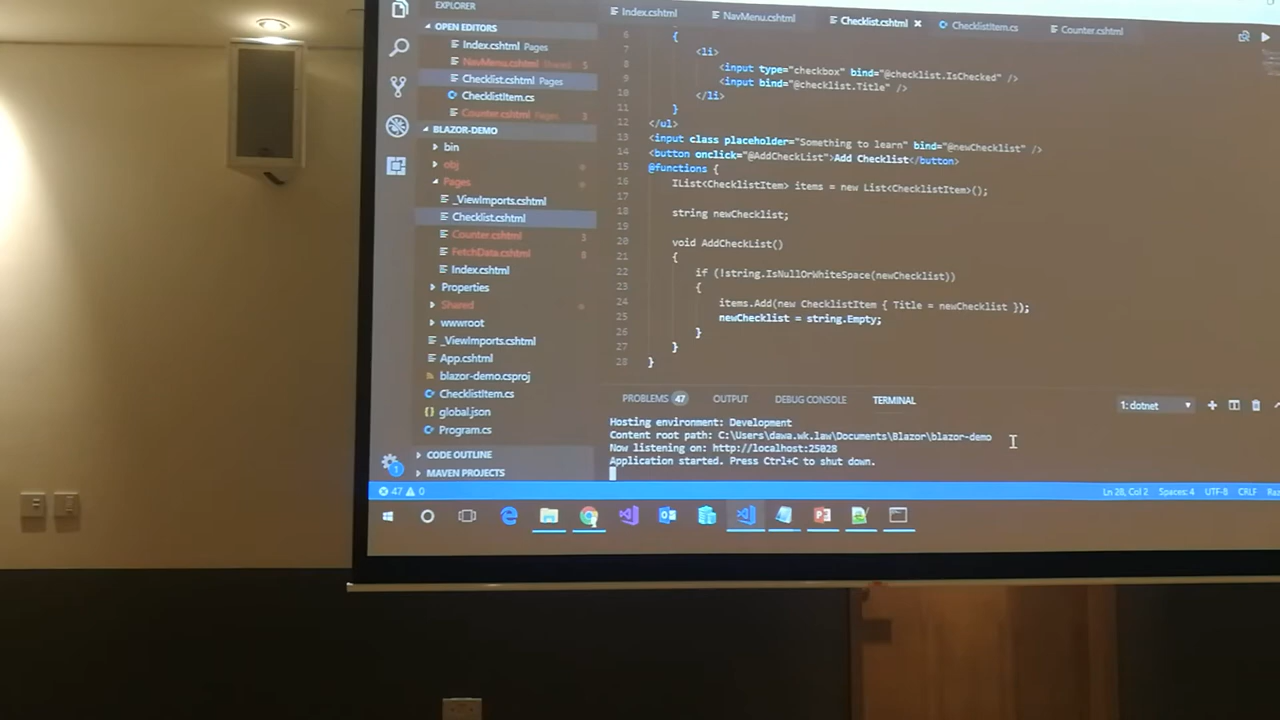 EXPLORER
OPEN EDITORS
Index.cshtml Pages
NavMenu.cshtml Shared 5
Checklist.cshtml Pages
ChecklistItem.cs
Counter.cshtml Pages 3
BLAZOR-DEMO
bin
obj
Pages
_ViewImports.cshtml
Checklist.cshtml
Counter.cshtml 3
FetchData.cshtml 8
Index.cshtml
Properties
Shared
wwwroot
_ViewImports.cshtml
App.cshtml
blazor-demo.csproj
ChecklistItem.cs
global.json
Program.cs
CODE OUTLINE
MAVEN PROJECTS
Index.cshtml NavMenu.cshtml Checklist.cshtml ChecklistItem.cs Counter.cshtml
6 {
7 <li>
8 <input type="checkbox" bind="@checklist.IsChecked" />
9 <input bind="@checklist.Title" />
10 </li>
11 }
12 </ul>
13 <input class placeholder="Something to learn" bind="@newChecklist" />
14 <button onclick="@AddCheckList">Add Checklist</button>
15 @functions {
16 IList<ChecklistItem> items = new List<ChecklistItem>();
17
18 string newChecklist;
19
20 void AddCheckList()
21 {
22 if (!string.IsNullOrWhiteSpace(newChecklist))
23 {
24 items.Add(new ChecklistItem { Title = newChecklist });
25 newChecklist = string.Empty;
26 }
27 }
28 }
PROBLEMS 47 OUTPUT DEBUG CONSOLE TERMINAL 1: dotnet
Hosting environment: Development
Content root path: C:\Users\dawa.wk.law\Documents\Blazor\blazor-demo
Now listening on: http://localhost:25028
Application started. Press Ctrl+C to shut down.
1
47 0 Ln 28, Col 2 Spaces: 4 UTF-8 CRLF Raz